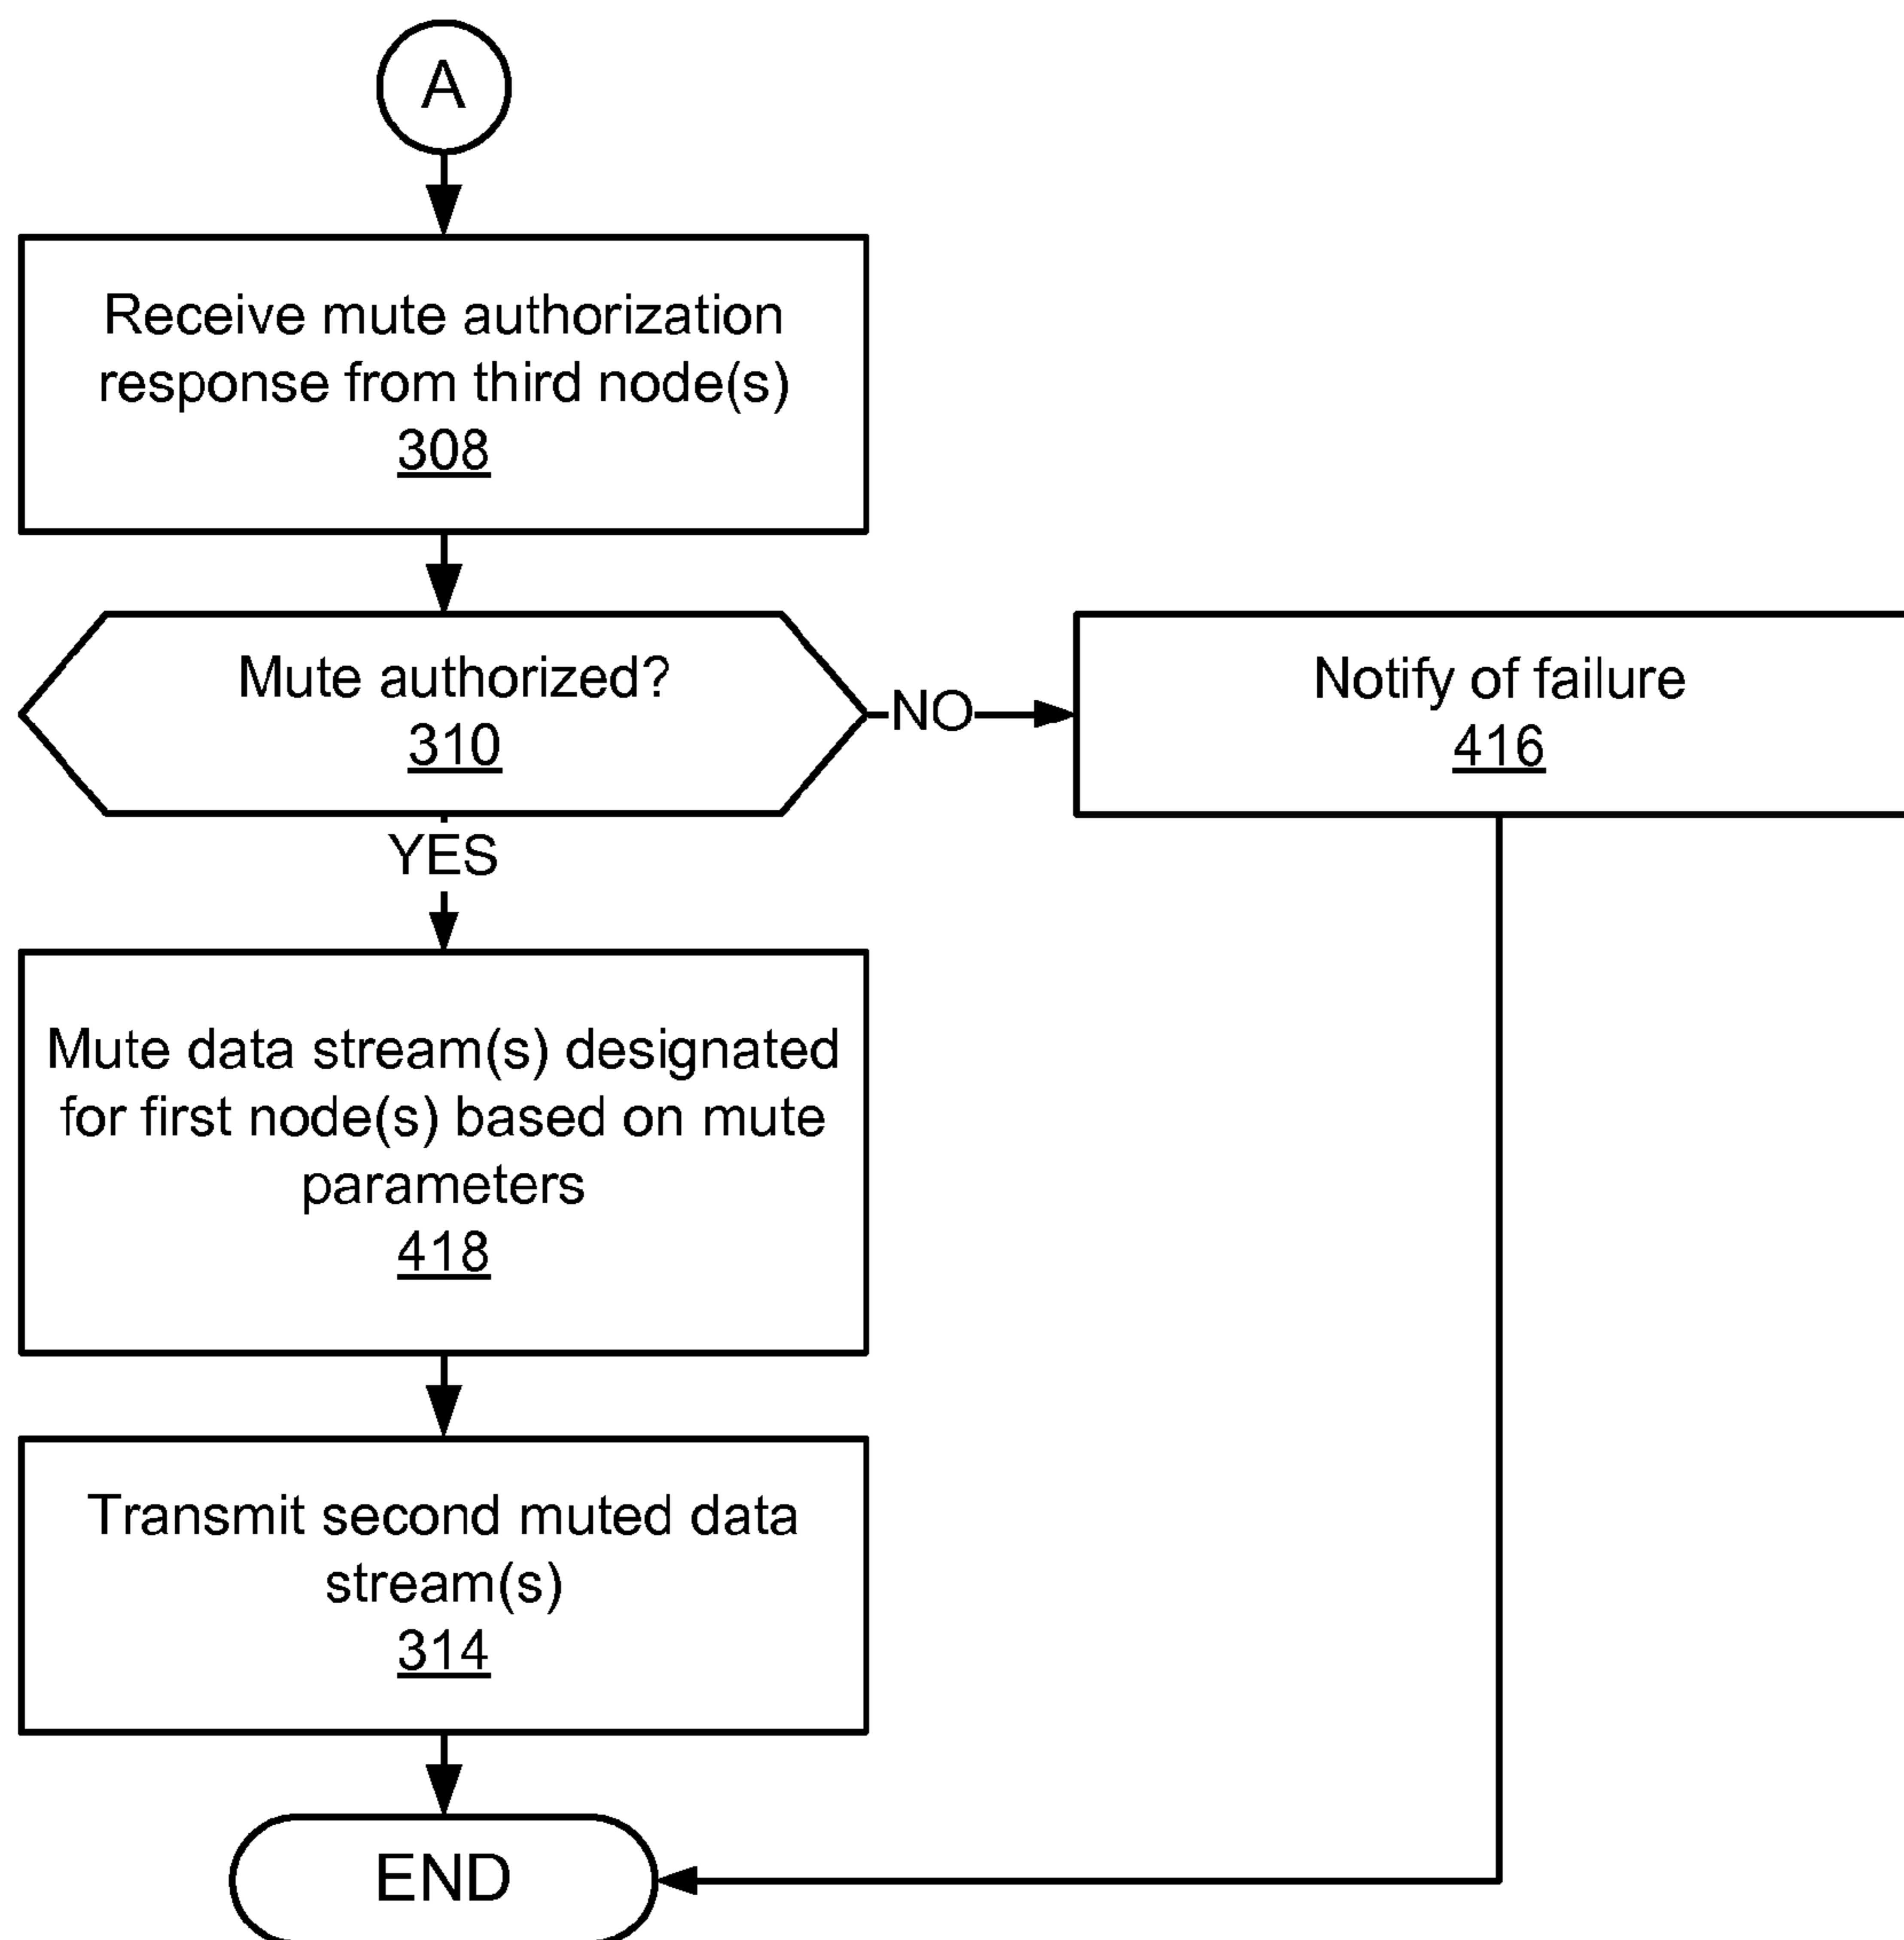 A
Receive mute authorization
response from third node(s)
308
Mute authorized?
310
NO
Notify of failure
416
YES
Mute data stream(s) designated
for first node(s) based on mute
parameters
418
Transmit second muted data
stream(s)
314
END